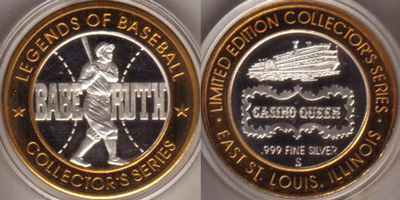 LEGENDS OF BASEBALL
BABE RUTH
COLLECTOR'S SERIES
LIMITED EDITION COLLECTOR'S SERIES
CASINO QUEEN
.999 FINE SILVER
S
EAST ST. LOUIS, ILLINOIS